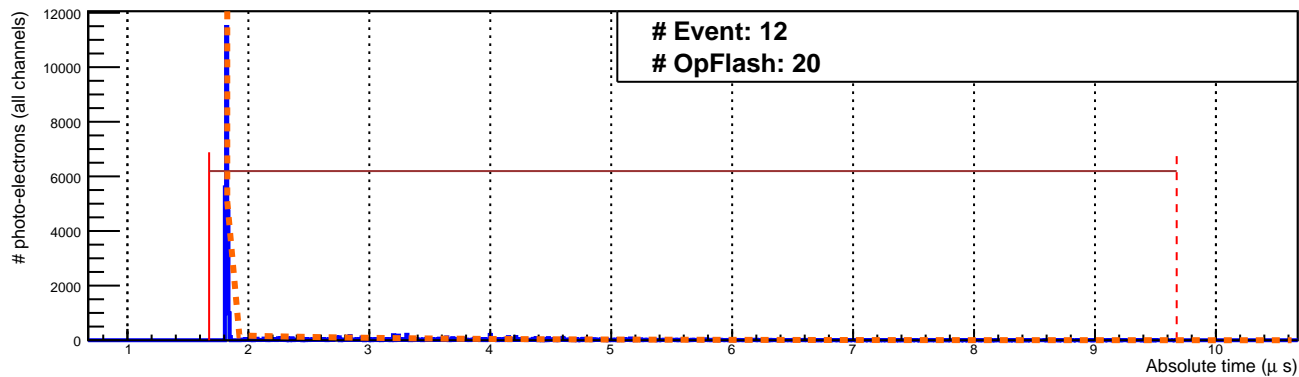 # Event: 12
# OpFlash: 20
# photo-electrons (all channels)
12000
10000
8000
6000
4000
2000
0
1 2 3 4 5 6 7 8 9 10
Absolute time (μ s)